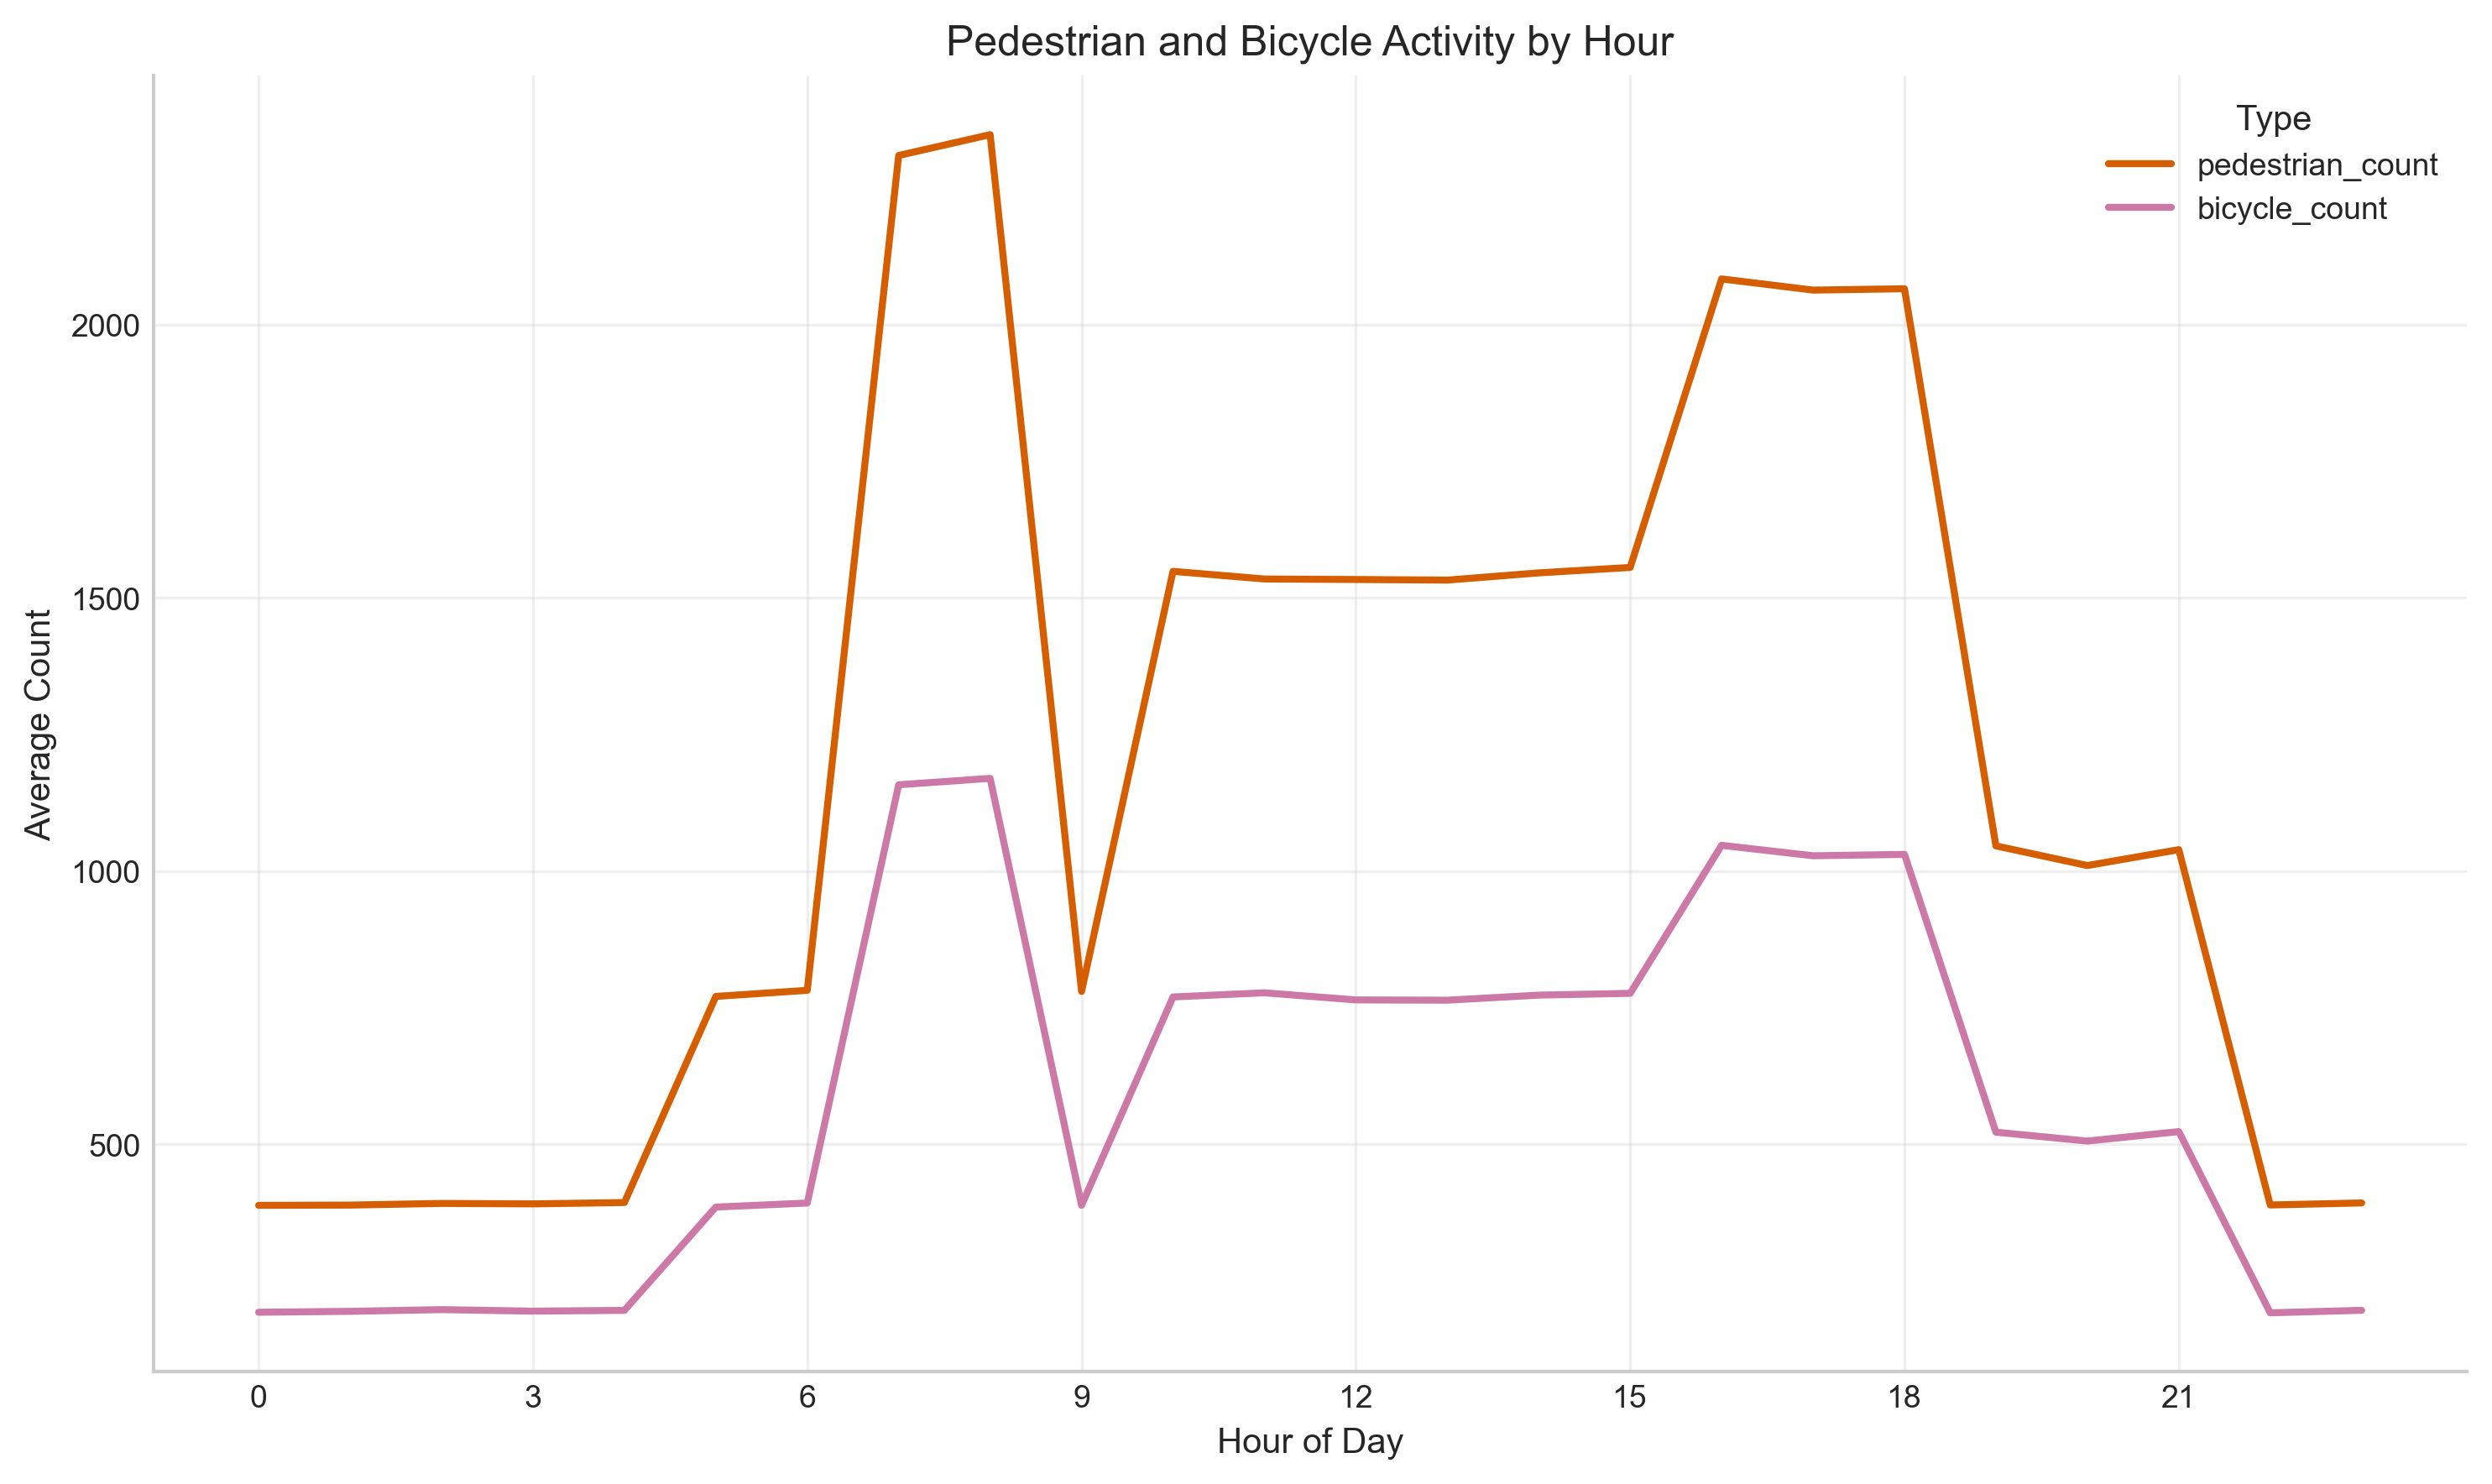 Pedestrian and Bicycle Activity by Hour
Type
pedestrian_count
bicycle_count
Average Count
2000
1500
1000
500
0 3 6 9 12 15 18 21
Hour of Day